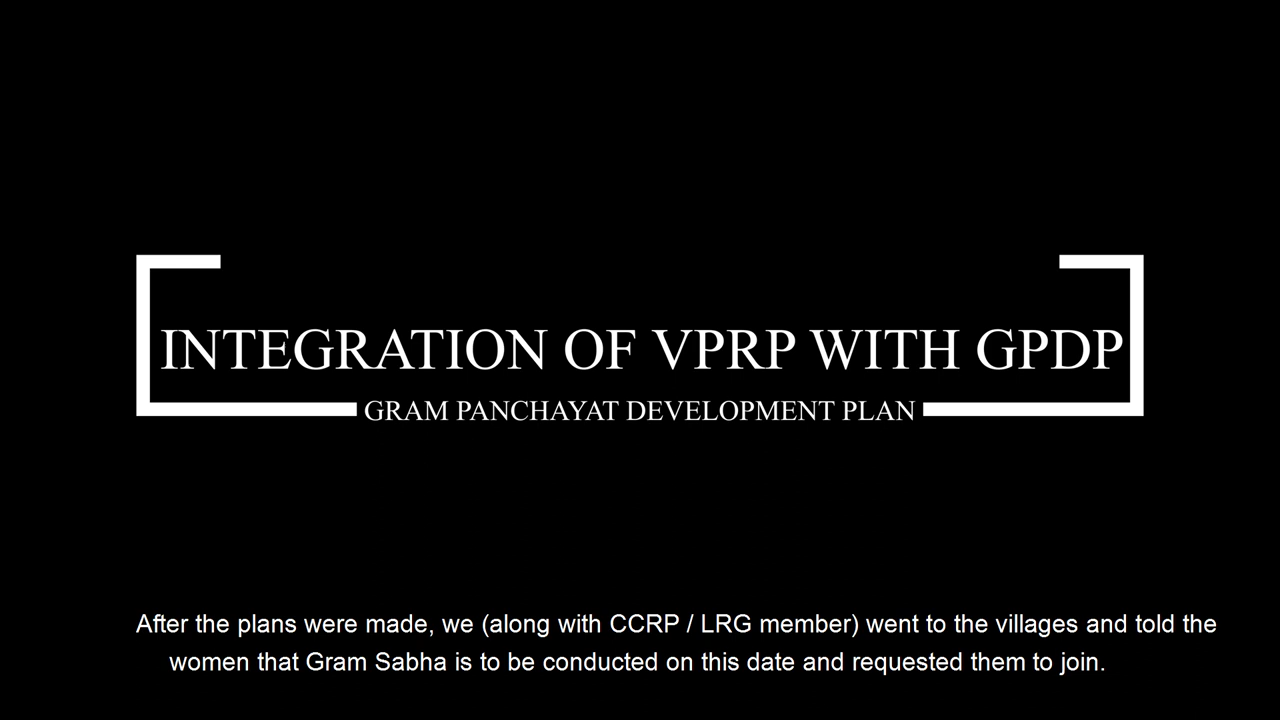 INTEGRATION OF VPRP WITH GPDP
GRAM PANCHAYAT DEVELOPMENT PLAN
After the plans were made, we (along with CCRP / LRG member) went to the villages and told the
women that Gram Sabha is to be conducted on this date and requested them to join.